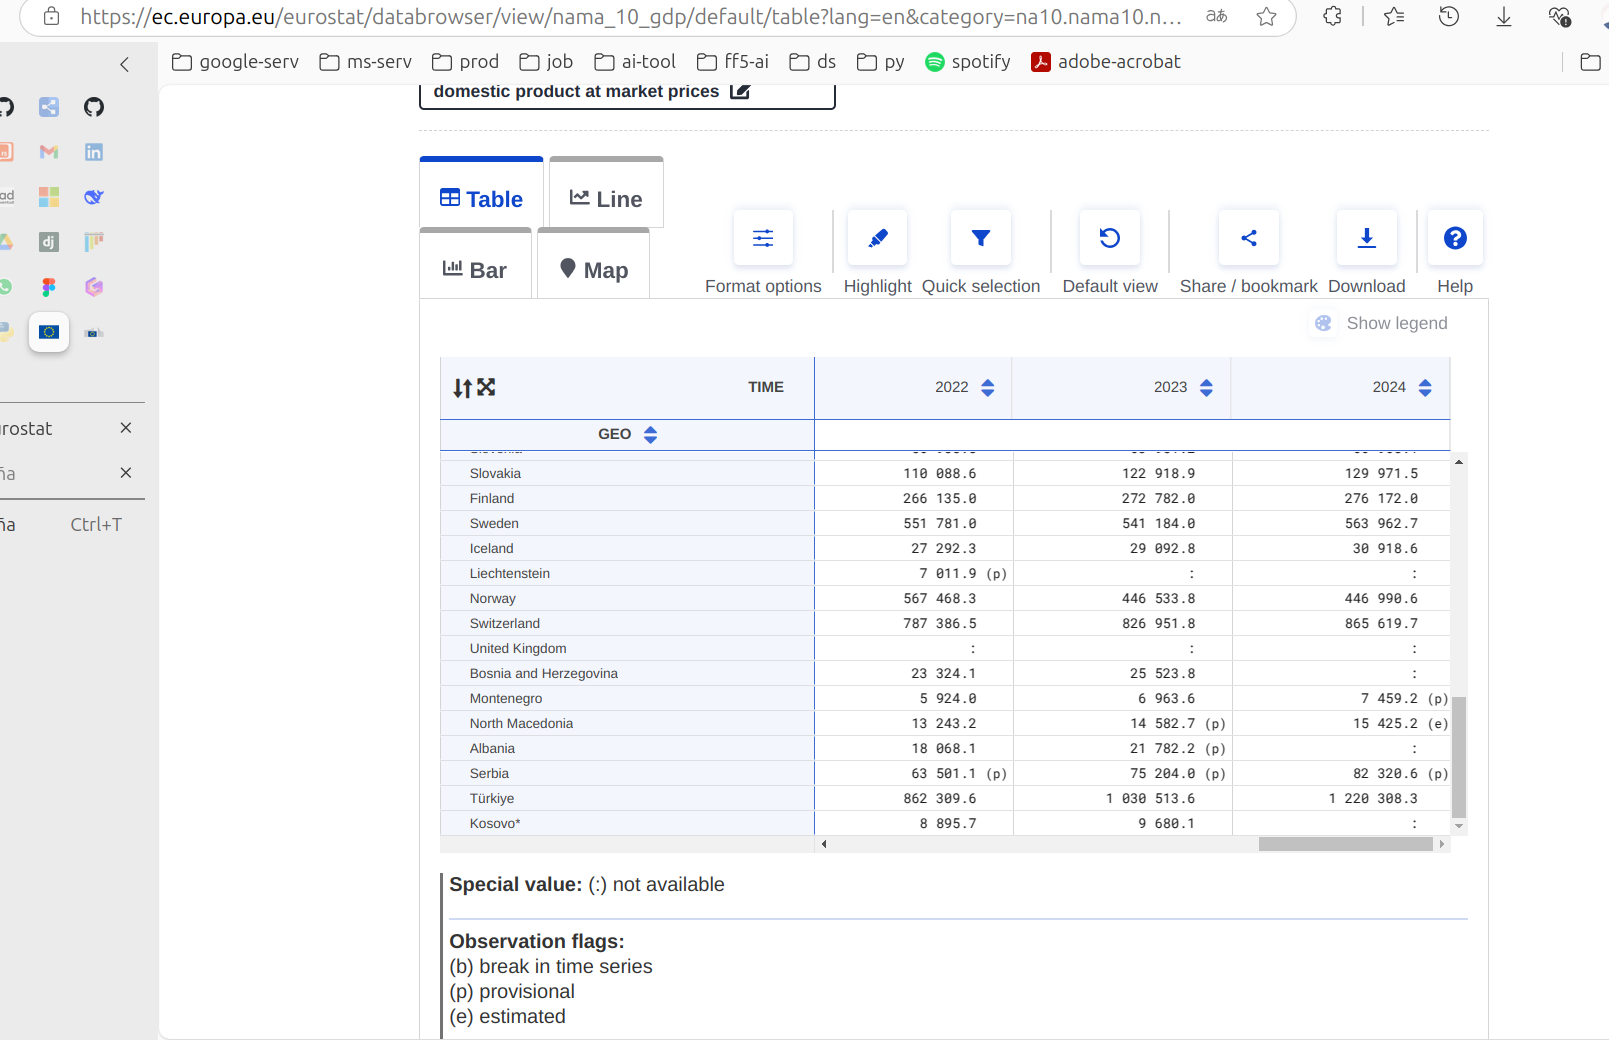 https://ec.europa.eu/eurostat/databrowser/view/nama_10_gdp/default/table?lang=en&category=na10.nama10.n...
google-serv ms-serv prod job ai-tool ff5-ai ds py spotify adobe-acrobat
domestic product at market prices
Table Line
Bar Map
Format options Highlight Quick selection Default view Share / bookmark Download Help
Show legend
TIME 2022 2023 2024
GEO
Slovakia 110 088.6 122 918.9 129 971.5
Finland 266 135.0 272 782.0 276 172.0
Sweden 551 781.0 541 184.0 563 962.7
Iceland 27 292.3 29 092.8 30 918.6
Liechtenstein 7 011.9 (p) : :
Norway 567 468.3 446 533.8 446 990.6
Switzerland 787 386.5 826 951.8 865 619.7
United Kingdom : : :
Bosnia and Herzegovina 23 324.1 25 523.8 :
Montenegro 5 924.0 6 963.6 7 459.2 (p)
North Macedonia 13 243.2 14 582.7 (p) 15 425.2 (e)
Albania 18 068.1 21 782.2 (p) :
Serbia 63 501.1 (p) 75 204.0 (p) 82 320.6 (p)
Türkiye 862 309.6 1 030 513.6 1 220 308.3
Kosovo* 8 895.7 9 680.1 :
Special value: (:) not available
Observation flags:
(b) break in time series
(p) provisional
(e) estimated
urostat
ña
ña Ctrl+T
ad
dj
in